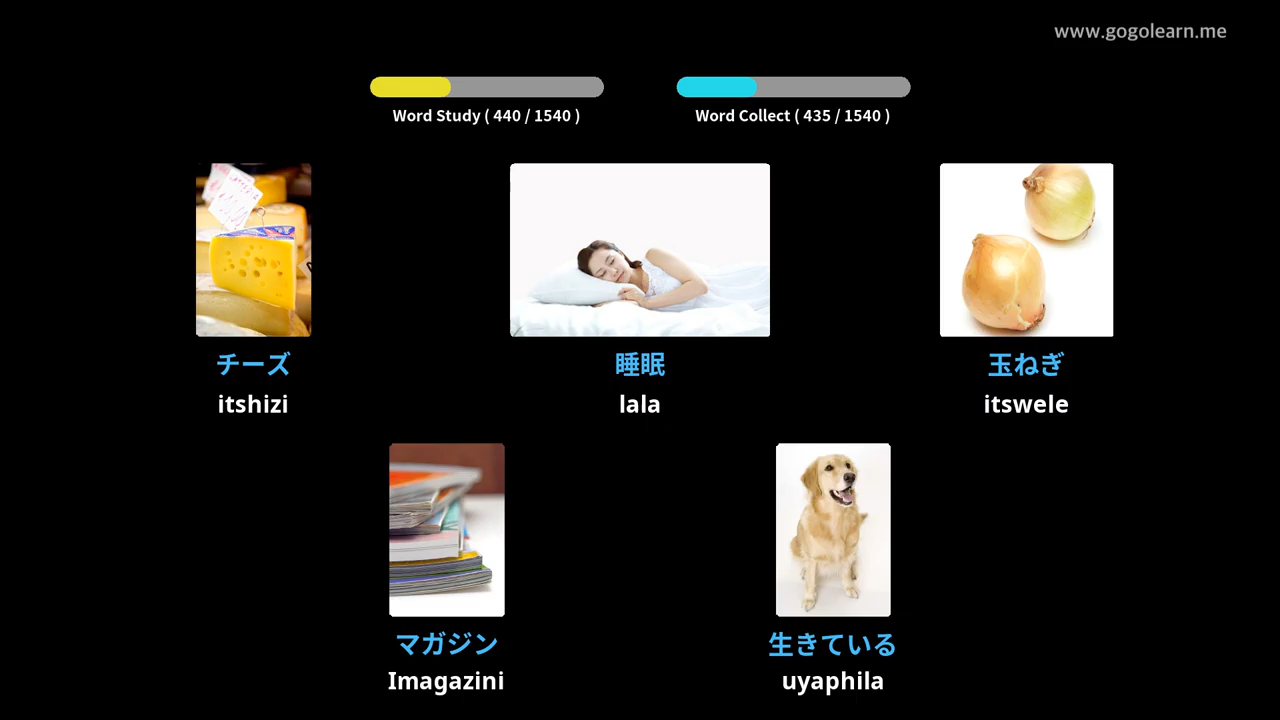 www.gogolearn.me
Word Study ( 440 / 1540 )
Word Collect ( 435 / 1540 )
チーズ
itshizi
睡眠
lala
玉ねぎ
itswele
マガジン
Imagazini
生きている
uyaphila